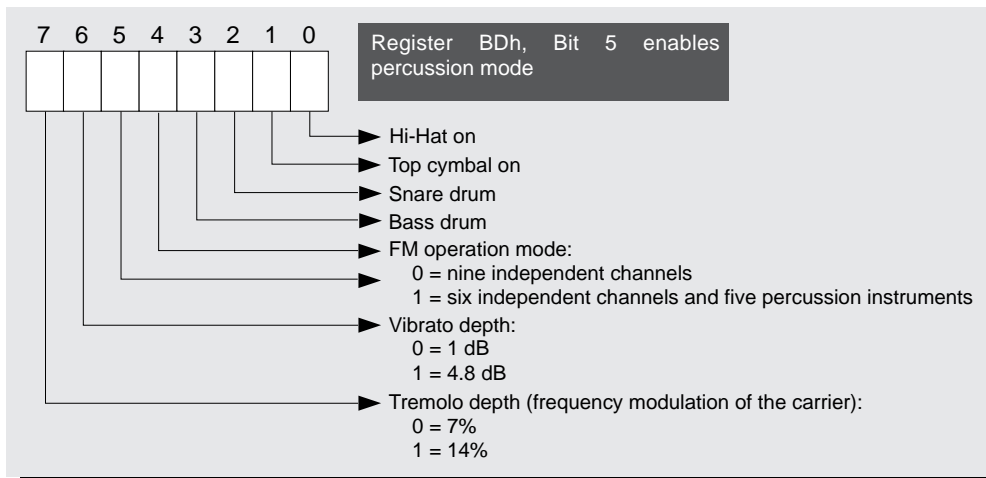 7 6 5 4 3 2 1 0
Register BDh, Bit 5 enables
percussion mode
Hi-Hat on
Top cymbal on
Snare drum
Bass drum
FM operation mode:
0 = nine independent channels
1 = six independent channels and five percussion instruments
Vibrato depth:
0 = 1 dB
1 = 4.8 dB
Tremolo depth (frequency modulation of the carrier):
0 = 7%
1 = 14%